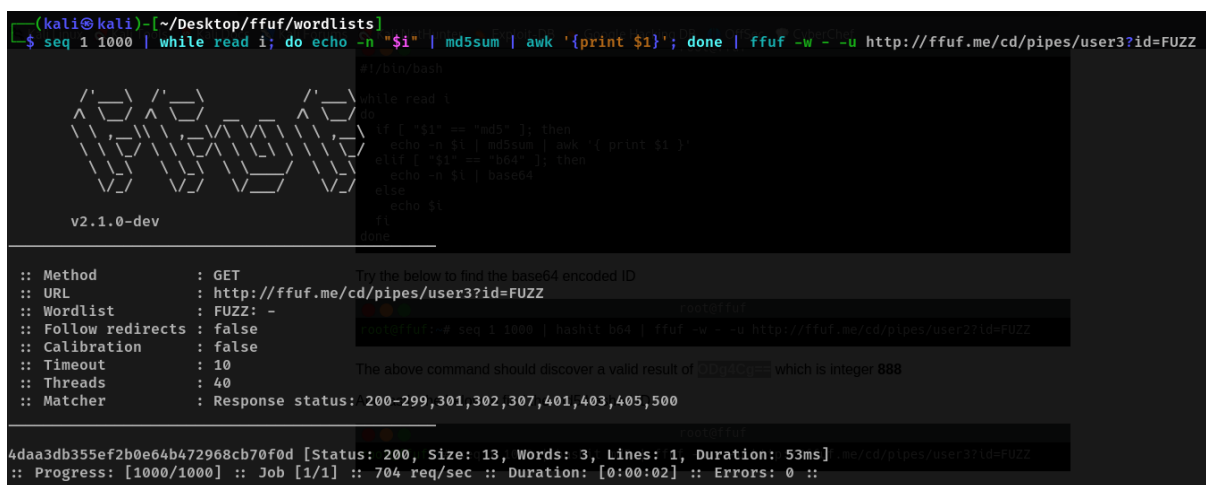 (kali㉿kali)-[~/Desktop/ffuf/wordlists]
$ seq 1 1000 | while read i; do echo -n "$i" | md5sum | awk '{print $1}'; done | ffuf -w - -u http://ffuf.me/cd/pipes/user3?id=FUZZ
#!/bin/bash
while read i
do
if [ "$1" == "md5" ]; then
echo -n $i | md5sum | awk '{ print $1 }'
elif [ "$1" == "b64" ]; then
echo -n $i | base64
else
echo $i
fi
done
v2.1.0-dev
:: Method : GET
:: URL : http://ffuf.me/cd/pipes/user3?id=FUZZ
:: Wordlist : FUZZ: -
:: Follow redirects : false
:: Calibration : false
:: Timeout : 10
:: Threads : 40
:: Matcher : Response status: 200-299,301,302,307,401,403,405,500
Try the below to find the base64 encoded ID
root@ffuf
root@ffuf:~# seq 1 1000 | hashit b64 | ffuf -w - -u http://ffuf.me/cd/pipes/user2?id=FUZZ
The above command should discover a valid result of which is integer 888
root@ffuf
4daa3db355ef2b0e64b472968cb70f0d [Status: 200, Size: 13, Words: 3, Lines: 1, Duration: 53ms]
:: Progress: [1000/1000] :: Job [1/1] :: 704 req/sec :: Duration: [0:00:02] :: Errors: 0 ::